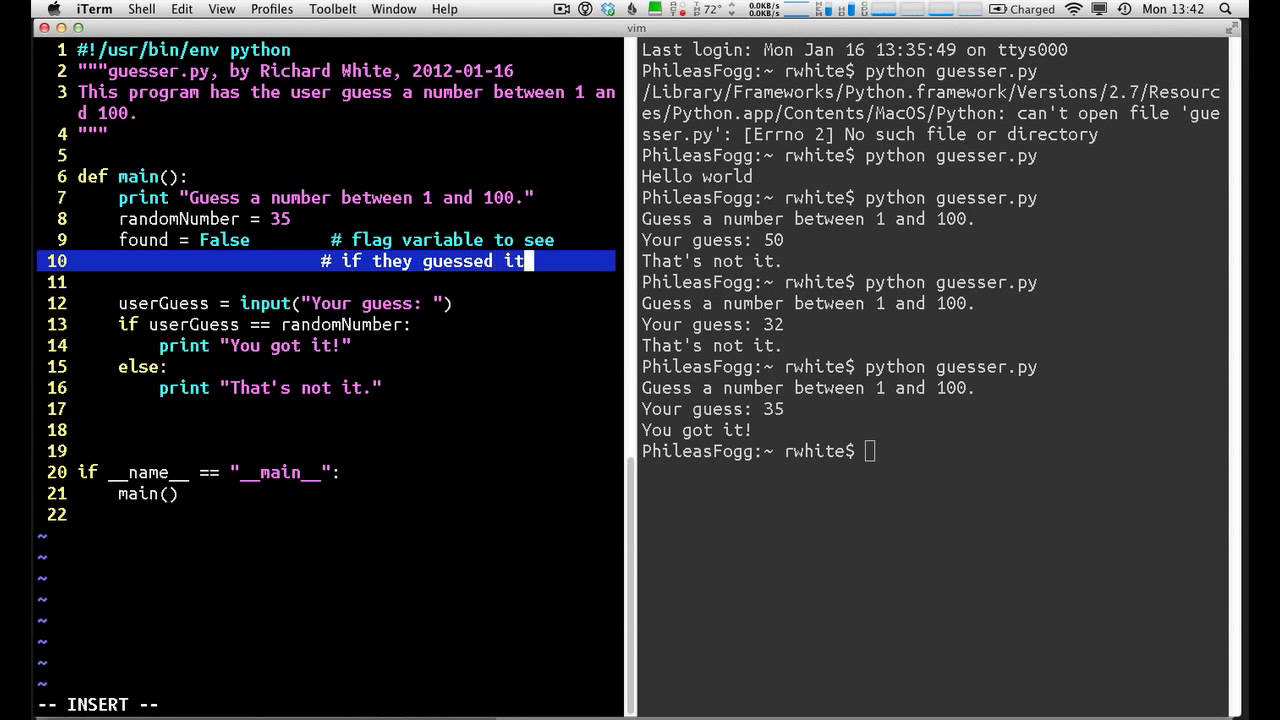 iTerm Shell Edit View Profiles Toolbelt Window Help 72° 0.0KB/s 0.0KB/s Charged Mon 13:42
vim
1 #!/usr/bin/env python
2 """guesser.py, by Richard White, 2012-01-16
3 This program has the user guess a number between 1 an
d 100.
4 """
5
6 def main():
7 print "Guess a number between 1 and 100."
8 randomNumber = 35
9 found = False # flag variable to see
10 # if they guessed it
11
12 userGuess = input("Your guess: ")
13 if userGuess == randomNumber:
14 print "You got it!"
15 else:
16 print "That's not it."
17
18
19
20 if __name__ == "__main__":
21 main()
22
~
~
~
~
~
~
~
~
-- INSERT --
Last login: Mon Jan 16 13:35:49 on ttys000
PhileasFogg:~ rwhite$ python guesser.py
/Library/Frameworks/Python.framework/Versions/2.7/Resourc
es/Python.app/Contents/MacOS/Python: can't open file 'gue
sser.py': [Errno 2] No such file or directory
PhileasFogg:~ rwhite$ python guesser.py
Hello world
PhileasFogg:~ rwhite$ python guesser.py
Guess a number between 1 and 100.
Your guess: 50
That's not it.
PhileasFogg:~ rwhite$ python guesser.py
Guess a number between 1 and 100.
Your guess: 32
That's not it.
PhileasFogg:~ rwhite$ python guesser.py
Guess a number between 1 and 100.
Your guess: 35
You got it!
PhileasFogg:~ rwhite$